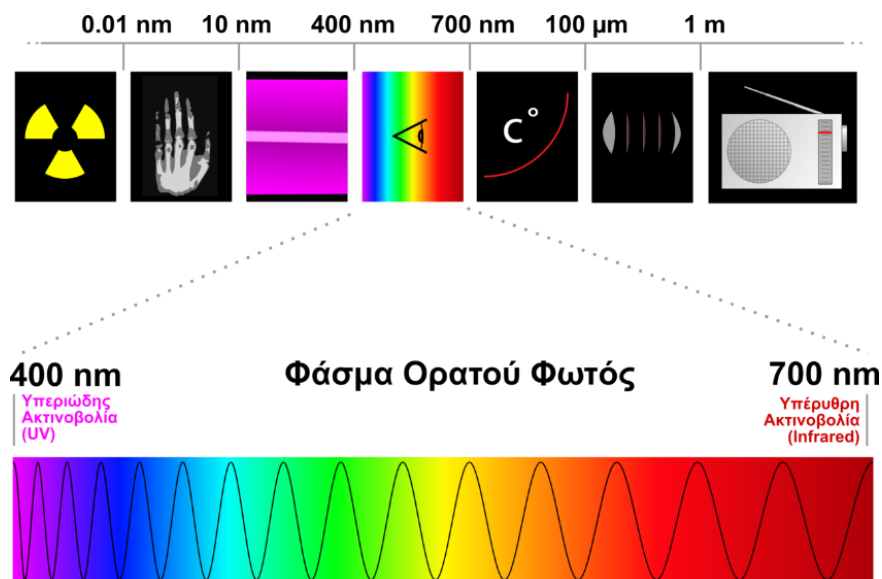 0.01 nm 10 nm 400 nm 700 nm 100 μm 1 m
C°
400 nm Φάσμα Ορατού Φωτός 700 nm
Υπεριώδης
Ακτινοβολία
(UV)
Υπέρυθρη
Ακτινοβολία
(Infrared)